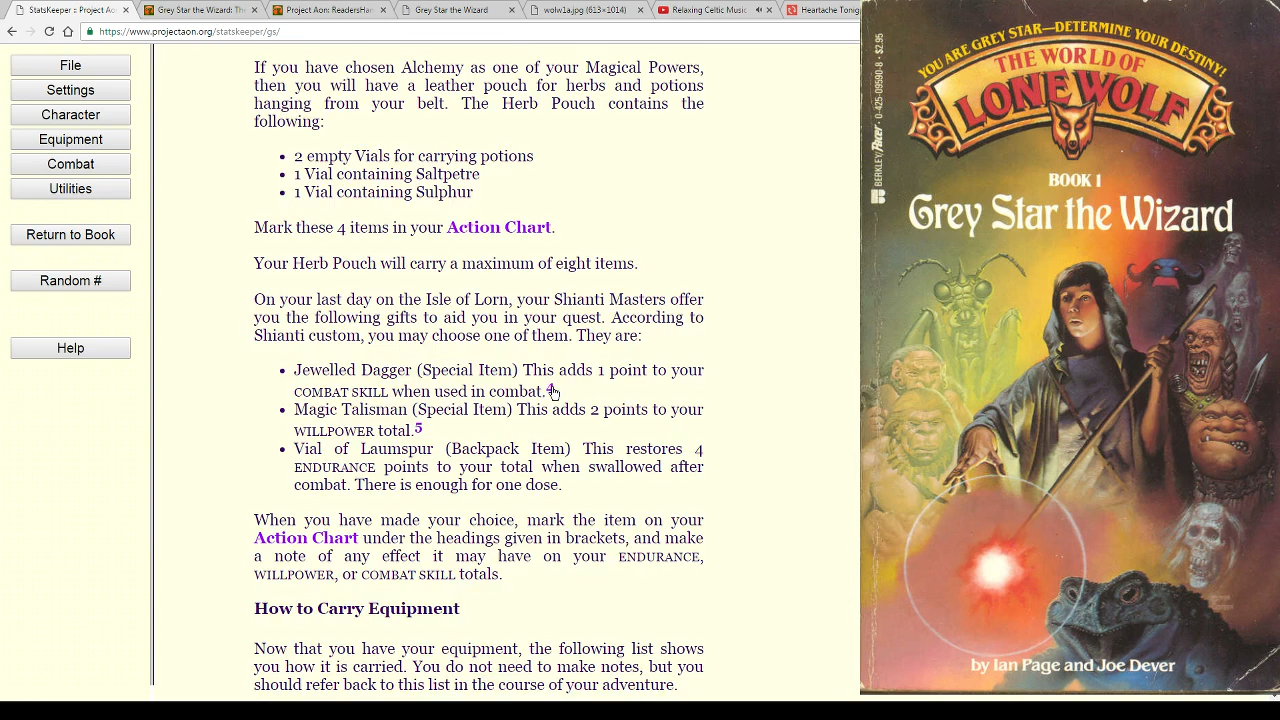 StatsKeeper :: Project Aon
Grey Star the Wizard: The
Project Aon: ReadersHan
Grey Star the Wizard
wolw1a.jpg (613×1014)
Relaxing Celtic Music
Heartache Tonig
https://www.projectaon.org/statskeeper/gs/
File
Settings
Character
Equipment
Combat
Utilities
Return to Book
Random #
Help
If you have chosen Alchemy as one of your Magical Powers,
then you will have a leather pouch for herbs and potions
hanging from your belt. The Herb Pouch contains the
following:
• 2 empty Vials for carrying potions
• 1 Vial containing Saltpetre
• 1 Vial containing Sulphur
Mark these 4 items in your Action Chart.
Your Herb Pouch will carry a maximum of eight items.
On your last day on the Isle of Lorn, your Shianti Masters offer
you the following gifts to aid you in your quest. According to
Shianti custom, you may choose one of them. They are:
• Jewelled Dagger (Special Item) This adds 1 point to your
COMBAT SKILL when used in combat.4
• Magic Talisman (Special Item) This adds 2 points to your
WILLPOWER total.5
• Vial of Laumspur (Backpack Item) This restores 4
ENDURANCE points to your total when swallowed after
combat. There is enough for one dose.
When you have made your choice, mark the item on your
Action Chart under the headings given in brackets, and make
a note of any effect it may have on your ENDURANCE,
WILLPOWER, or COMBAT SKILL totals.
How to Carry Equipment
Now that you have your equipment, the following list shows
you how it is carried. You do not need to make notes, but you
should refer back to this list in the course of your adventure.
BERKLEY/Pacer • 0-425-09590-8 • $2.95
YOU ARE GREY STAR—DETERMINE YOUR DESTINY!
THE WORLD OF
LONE WOLF
BOOK 1
Grey Star the Wizard
by Ian Page and Joe Dever